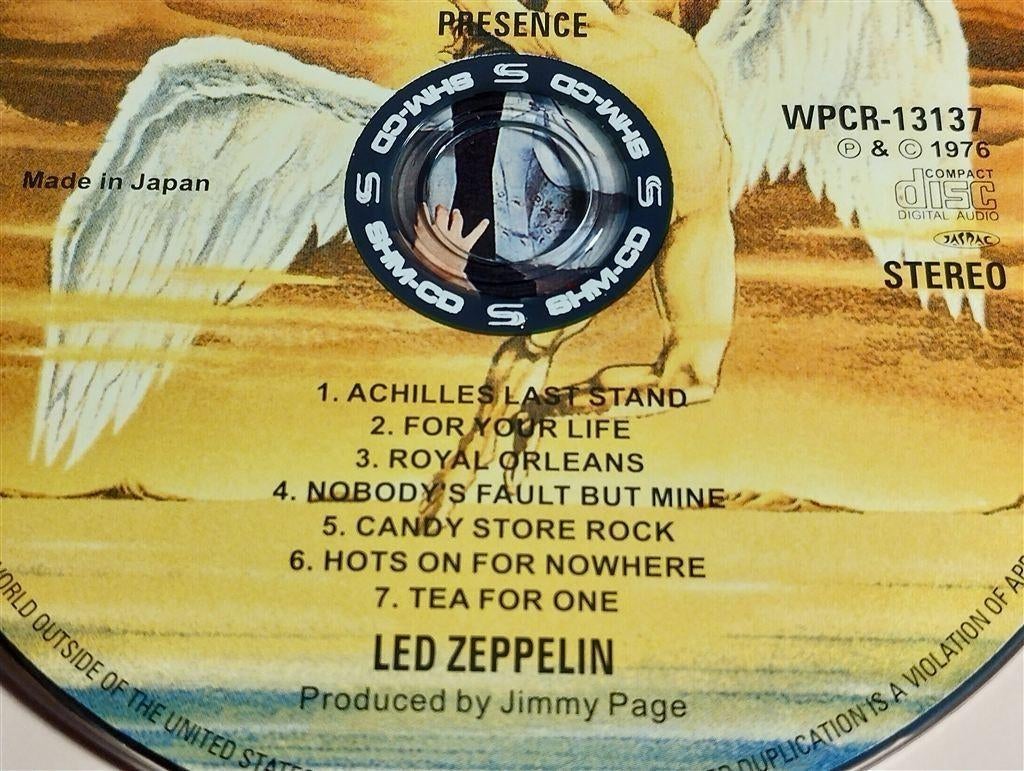 PRESENCE
SHM-CD
SHM-CD
SHM-CD
SHM-CD
WPCR-13137
Ⓟ & © 1976
Made in Japan
COMPACT
disc
DIGITAL AUDIO
JASRAC
STEREO
1. ACHILLES LAST STAND
2. FOR YOUR LIFE
3. ROYAL ORLEANS
4. NOBODY'S FAULT BUT MINE
5. CANDY STORE ROCK
6. HOTS ON FOR NOWHERE
7. TEA FOR ONE
LED ZEPPELIN
Produced by Jimmy Page
WORLD OUTSIDE OF THE UNITED STATES
DUPLICATION IS A VIOLATION OF